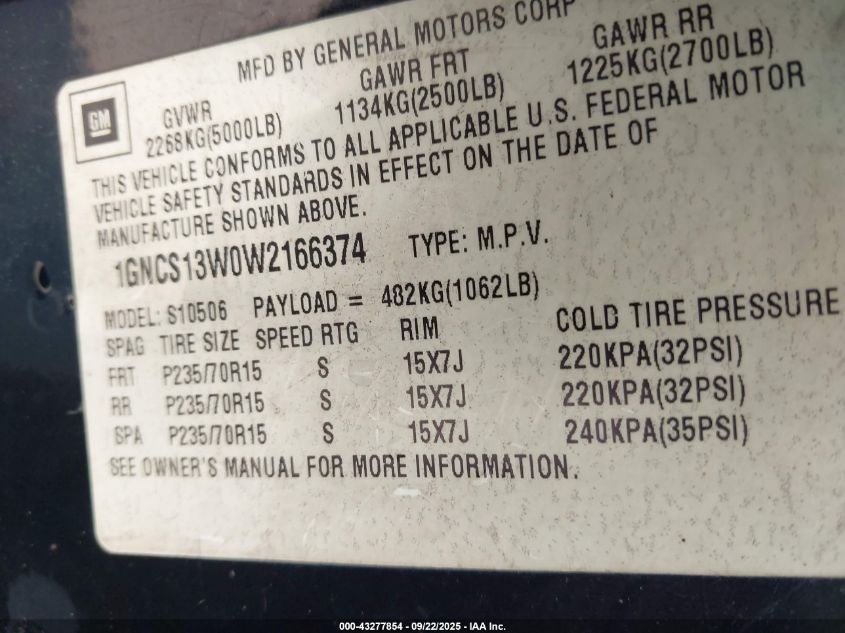 MFD BY GENERAL MOTORS CORP
GM
GVWR GAWR FRT GAWR RR
2268KG(5000LB) 1134KG(2500LB) 1225KG(2700LB)
THIS VEHICLE CONFORMS TO ALL APPLICABLE U.S. FEDERAL MOTOR
VEHICLE SAFETY STANDARDS IN EFFECT ON THE DATE OF
MANUFACTURE SHOWN ABOVE.
1GNCS13W0W2166374 TYPE: M.P.V.
MODEL: S10506 PAYLOAD = 482KG(1062LB)
SPAG TIRE SIZE SPEED RTG RIM COLD TIRE PRESSURE
FRT P235/70R15 S 15X7J 220KPA(32PSI)
RR P235/70R15 S 15X7J 220KPA(32PSI)
SPA P235/70R15 S 15X7J 240KPA(35PSI)
SEE OWNER'S MANUAL FOR MORE INFORMATION.
000-43277854 - 09/22/2025 - IAA Inc.